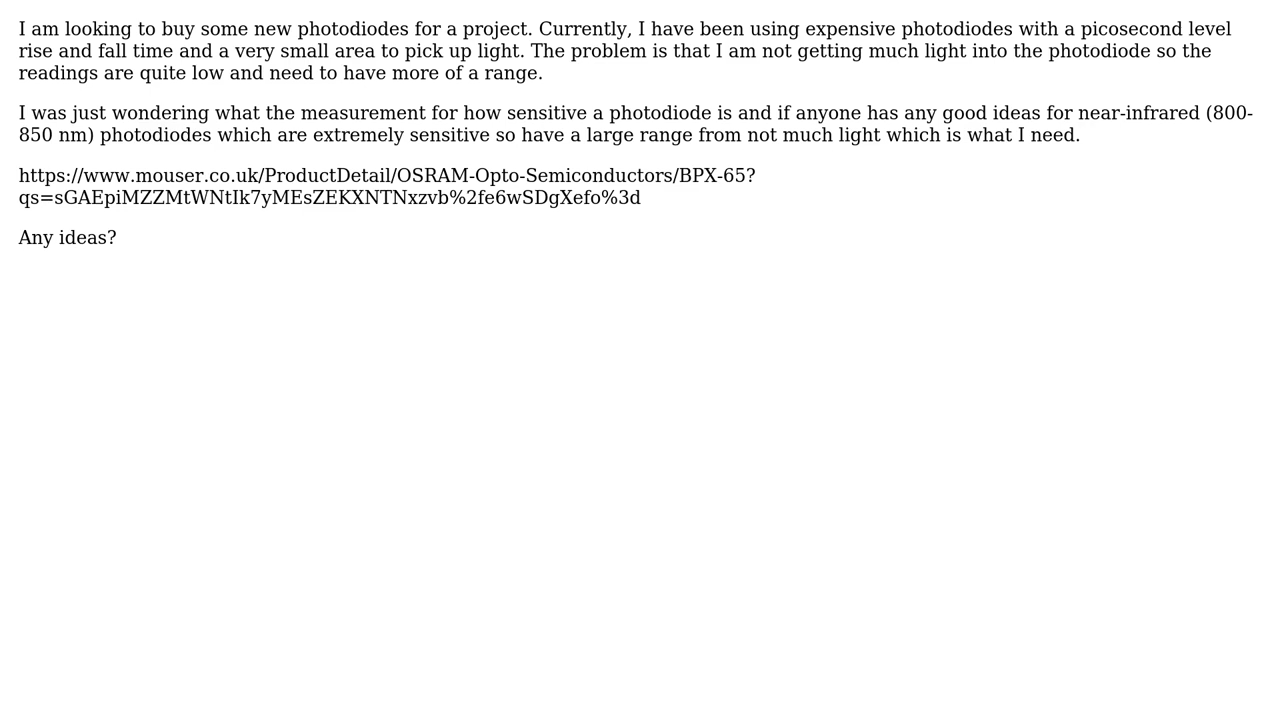 I am looking to buy some new photodiodes for a project. Currently, I have been using expensive photodiodes with a picosecond level
rise and fall time and a very small area to pick up light. The problem is that I am not getting much light into the photodiode so the
readings are quite low and need to have more of a range.
I was just wondering what the measurement for how sensitive a photodiode is and if anyone has any good ideas for near-infrared (800-
850 nm) photodiodes which are extremely sensitive so have a large range from not much light which is what I need.
https://www.mouser.co.uk/ProductDetail/OSRAM-Opto-Semiconductors/BPX-65?
qs=sGAEpiMZZMtWNtIk7yMEsZEKXNTNxzvb%2fe6wSDgXefo%3d
Any ideas?